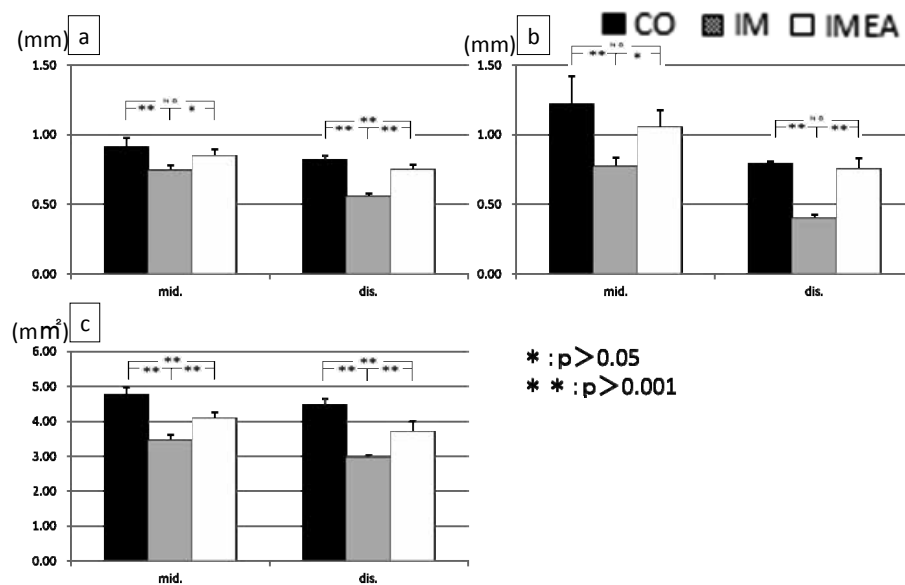 CO IM IMEA
(mm) a
1.50
1.00
0.50
0.00
** N.S. *
** ** **
mid. dis.
(mm) b
1.50
1.00
0.50
0.00
** N.S. *
** N.S. **
mid. dis.
(mm²) c
6.00
5.00
4.00
3.00
2.00
1.00
0.00
** ** **
** ** **
mid. dis.
* : p>0.05
* * : p>0.001